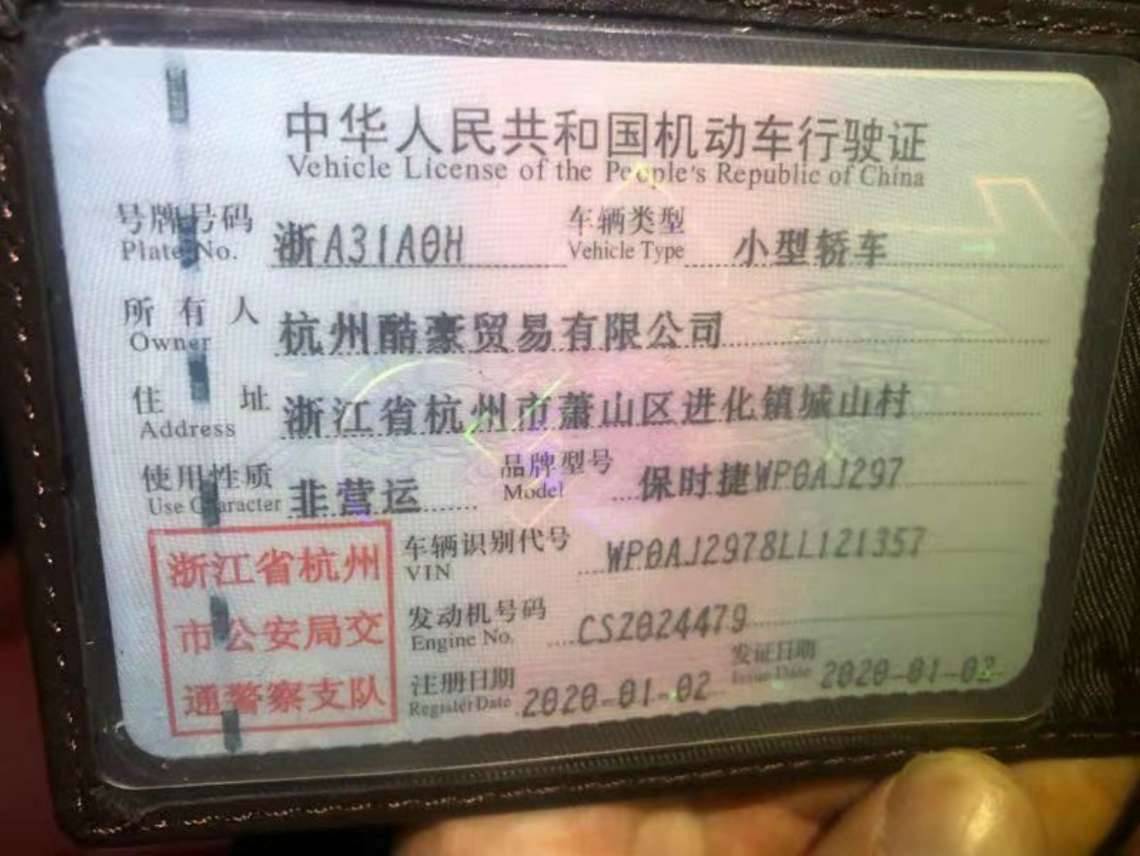 中华人民共和国机动车行驶证
Vehicle License of the People's Republic of China
号牌号码 浙A31A0H 车辆类型 小型轿车
Plate No. Vehicle Type
所有人 杭州酷豪贸易有限公司
Owner
住址 浙江省杭州市萧山区进化镇城山村
Address
使用性质 非营运 品牌型号 保时捷WP0AJ297
Use Character Model
浙江省杭州
市公安局交
通警察支队
车辆识别代号 WP0AJ2978LL121357
VIN
发动机号码 CSZ024479
Engine No.
注册日期 2020-01-02 发证日期 2020-01-02
Register Date Issue Date